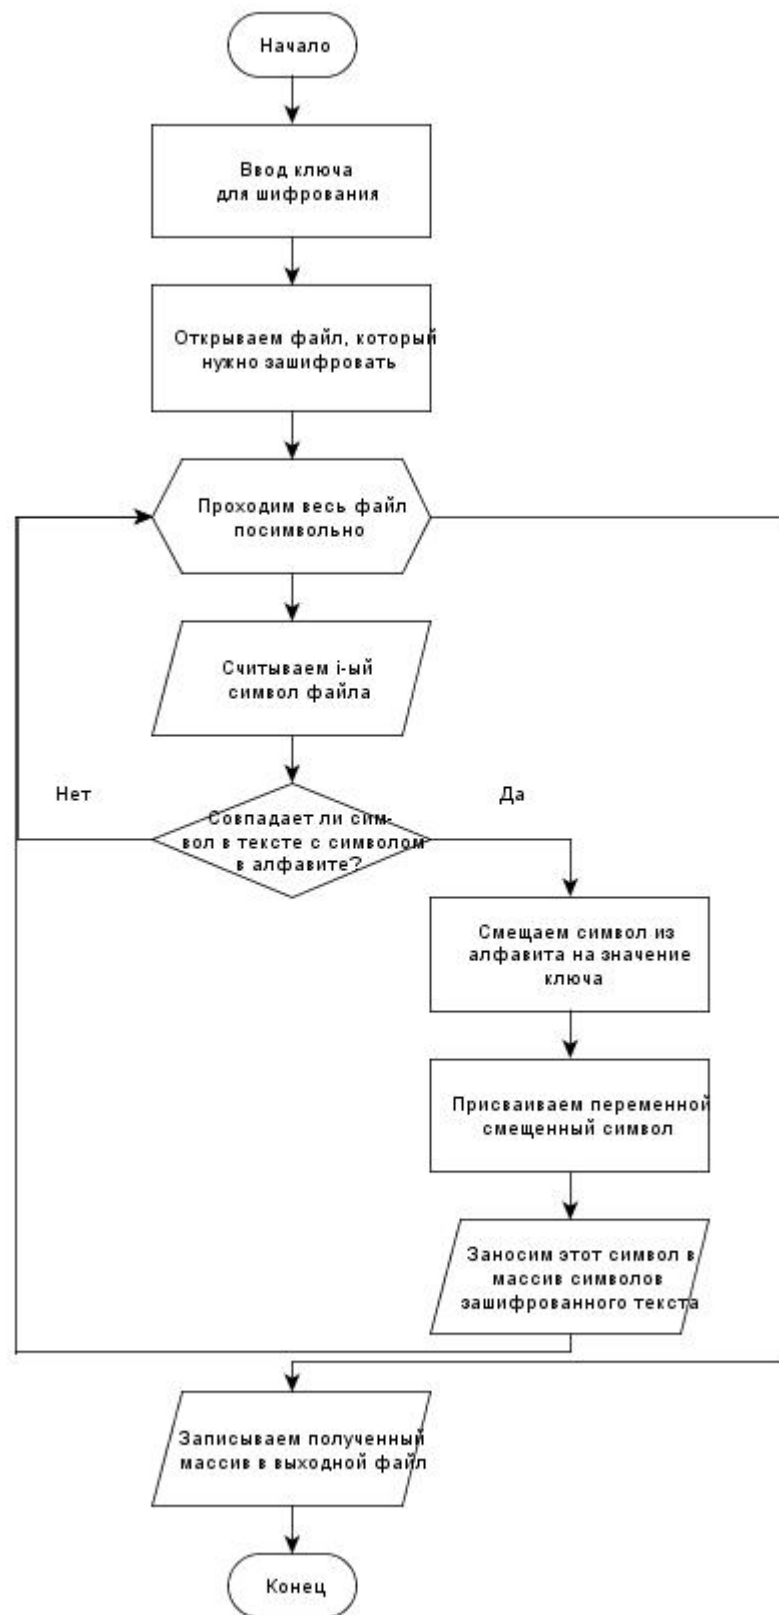 Начало
Ввод ключа
для шифрования
Открываем файл, который
нужно зашифровать
Проходим весь файл
посимвольно
Считываем i-ый
символ файла
Нет
Да
Совпадает ли сим-
вол в тексте с символом
в алфавите?
Смещаем символ из
алфавита на значение
ключа
Присваиваем переменной
смещенный символ
Заносим этот символ в
массив символов
зашифрованного текста
Записываем полученный
массив в выходной файл
Конец